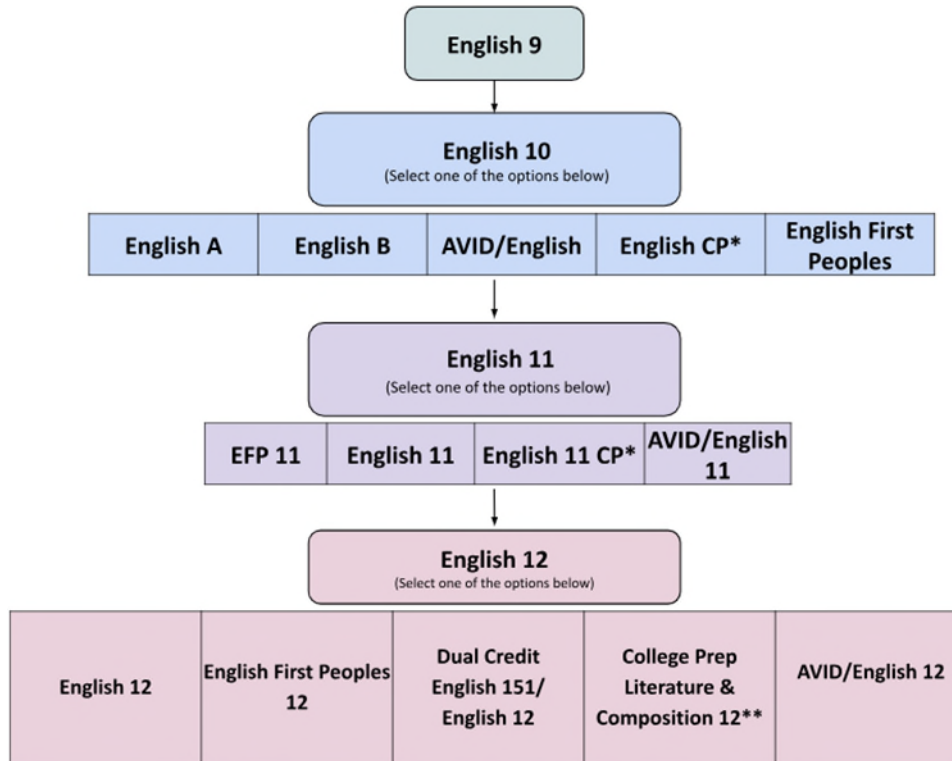 English 9
English 10
(Select one of the options below)
English A
English B
AVID/English
English CP*
English First
Peoples
English 11
(Select one of the options below)
EFP 11
English 11
English 11 CP*
AVID/English
11
English 12
(Select one of the options below)
English 12
English First Peoples
12
Dual Credit
English 151/
English 12
College Prep
Literature &
Composition 12**
AVID/English 12